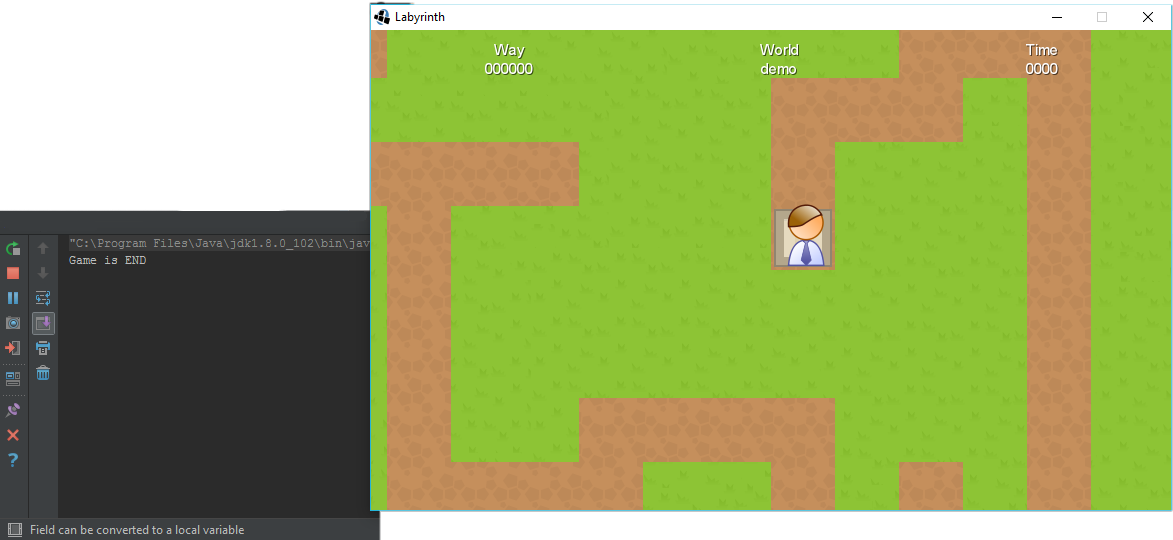 Labyrinth
Way
000000
World
demo
Time
0000
"C:\Program Files\Java\jdk1.8.0_102\bin\jav
Game is END
?
Field can be converted to a local variable